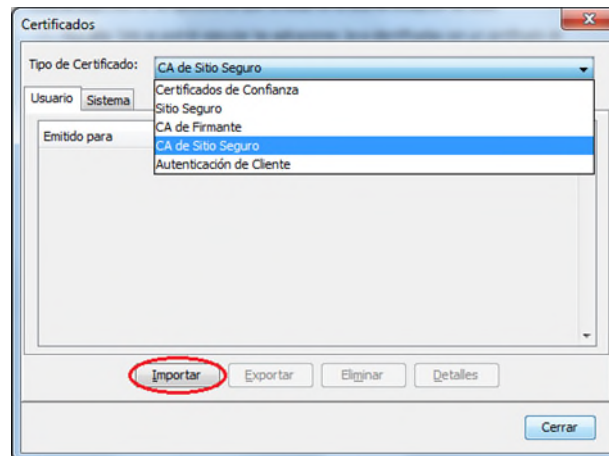 Certificados
Tipo de Certificado: CA de Sitio Seguro
Certificados de Confianza
Sitio Seguro
CA de Firmante
CA de Sitio Seguro
Autenticación de Cliente
Usuario Sistema
Emitido para
Importar Exportar Eliminar Detalles
Cerrar